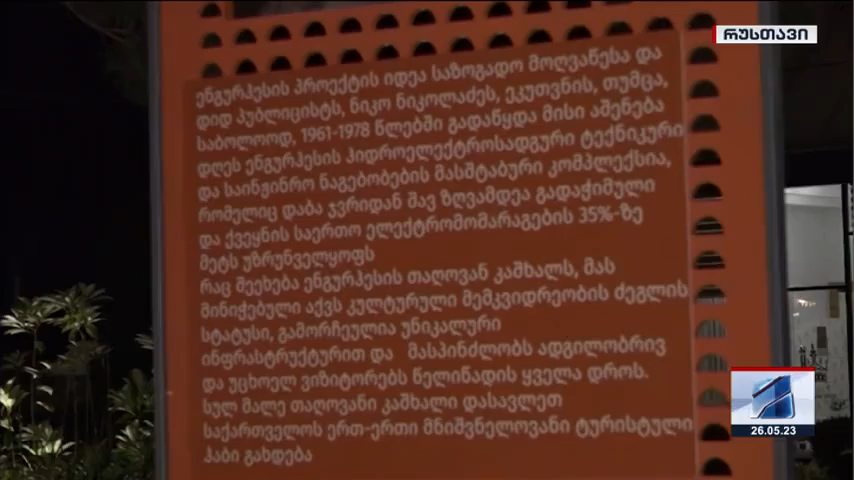 რუსთავი
ენგურჰესის პროექტის იდეა საზოგადო მოღვაწესა და
დიდ პუბლიცისტს, ნიკო ნიკოლაძეს, ეკუთვნის, თუმცა,
საბოლოოდ, 1961-1978 წლებში გადაწყდა მისი აშენება
დღეს ენგურჰესის ჰიდროელექტროსადგური ტექნიკური
და საინჟინრო ნაგებობების მასშტაბური კომპლექსია,
რომელიც დაბა ჯვრიდან შავ ზღვამდეა გადაჭიმული
და ქვეყნის საერთო ელექტრომომარაგების 35%-ზე
მეტს უზრუნველყოფს
რაც შეეხება ენგურჰესის თაღოვან კაშხალს, მას
მინიჭებული აქვს კულტურული მემკვიდრეობის ძეგლის
სტატუსი, გამორჩეულია უნიკალური
ინფრასტრუქტურით და მასპინძლობს ადგილობრივ
და უცხოელ ვიზიტორებს წელიწადის ყველა დროს.
სულ მალე თაღოვანი კაშხალი დასავლეთ
საქართველოს ერთ-ერთი მნიშვნელოვანი ტურისტული
ჰაბი გახდება
1
26.05.23